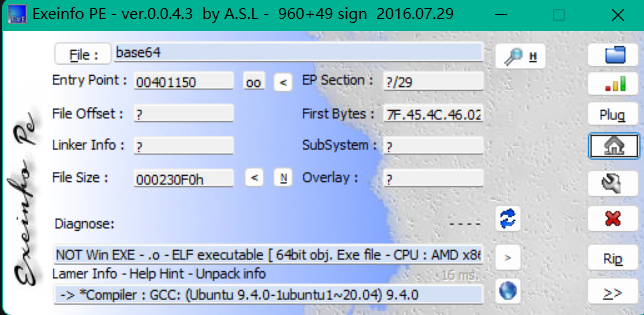 Exeinfo PE - ver.0.0.4.3 by A.S.L - 960+49 sign 2016.07.29
File : base64 H
Entry Point : 00401150 oo < EP Section : ?/29
File Offset : ? First Bytes : 7F.45.4C.46.02 Plug
Linker Info : ? SubSystem : ?
File Size : 000230F0h < N Overlay : ?
Diagnose: ----
NOT Win EXE - .o - ELF executable [ 64bit obj. Exe file - CPU : AMD x86 > Rip
Lamer Info - Help Hint - Unpack info 16 ms.
-> *Compiler : GCC: (Ubuntu 9.4.0-1ubuntu1~20.04) 9.4.0 >>
Exeinfo Pe